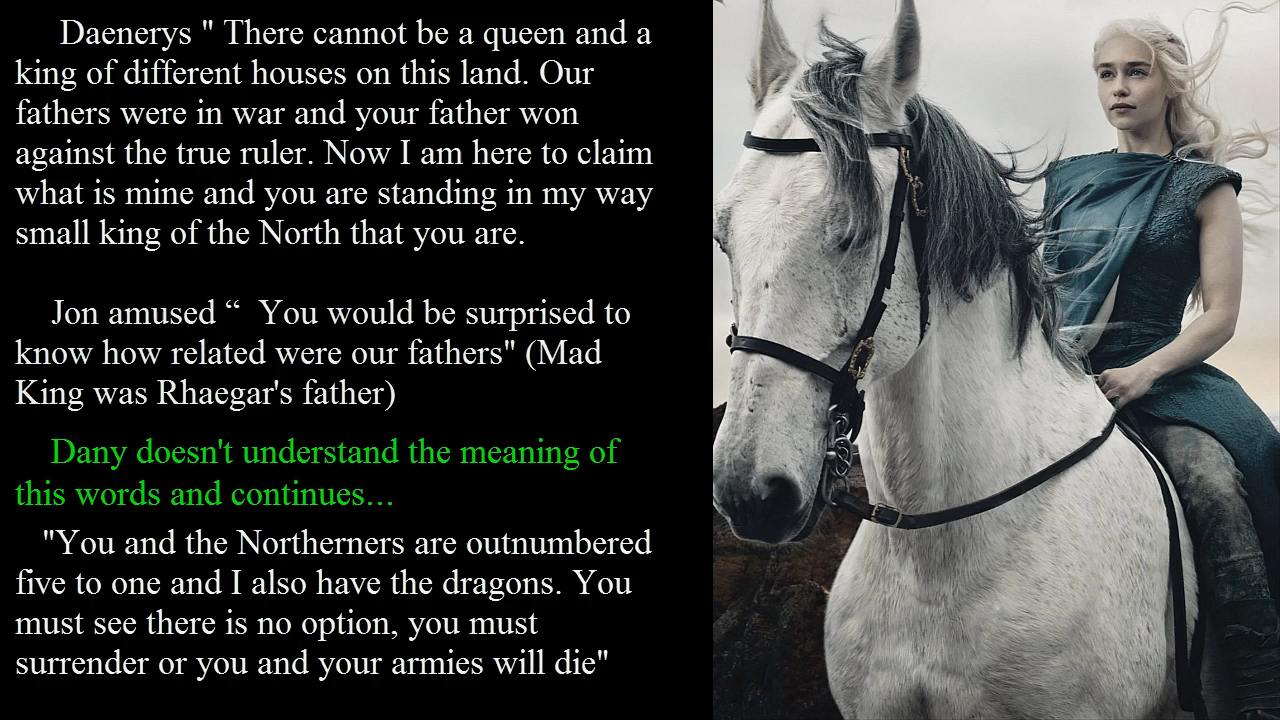 Daenerys " There cannot be a queen and a
king of different houses on this land. Our
fathers were in war and your father won
against the true ruler. Now I am here to claim
what is mine and you are standing in my way
small king of the North that you are.
Jon amused “  You would be surprised to
know how related were our fathers" (Mad
King was Rhaegar's father)
Dany doesn't understand the meaning of
this words and continues...
"You and the Northerners are outnumbered
five to one and I also have the dragons. You
must see there is no option, you must
surrender or you and your armies will die"